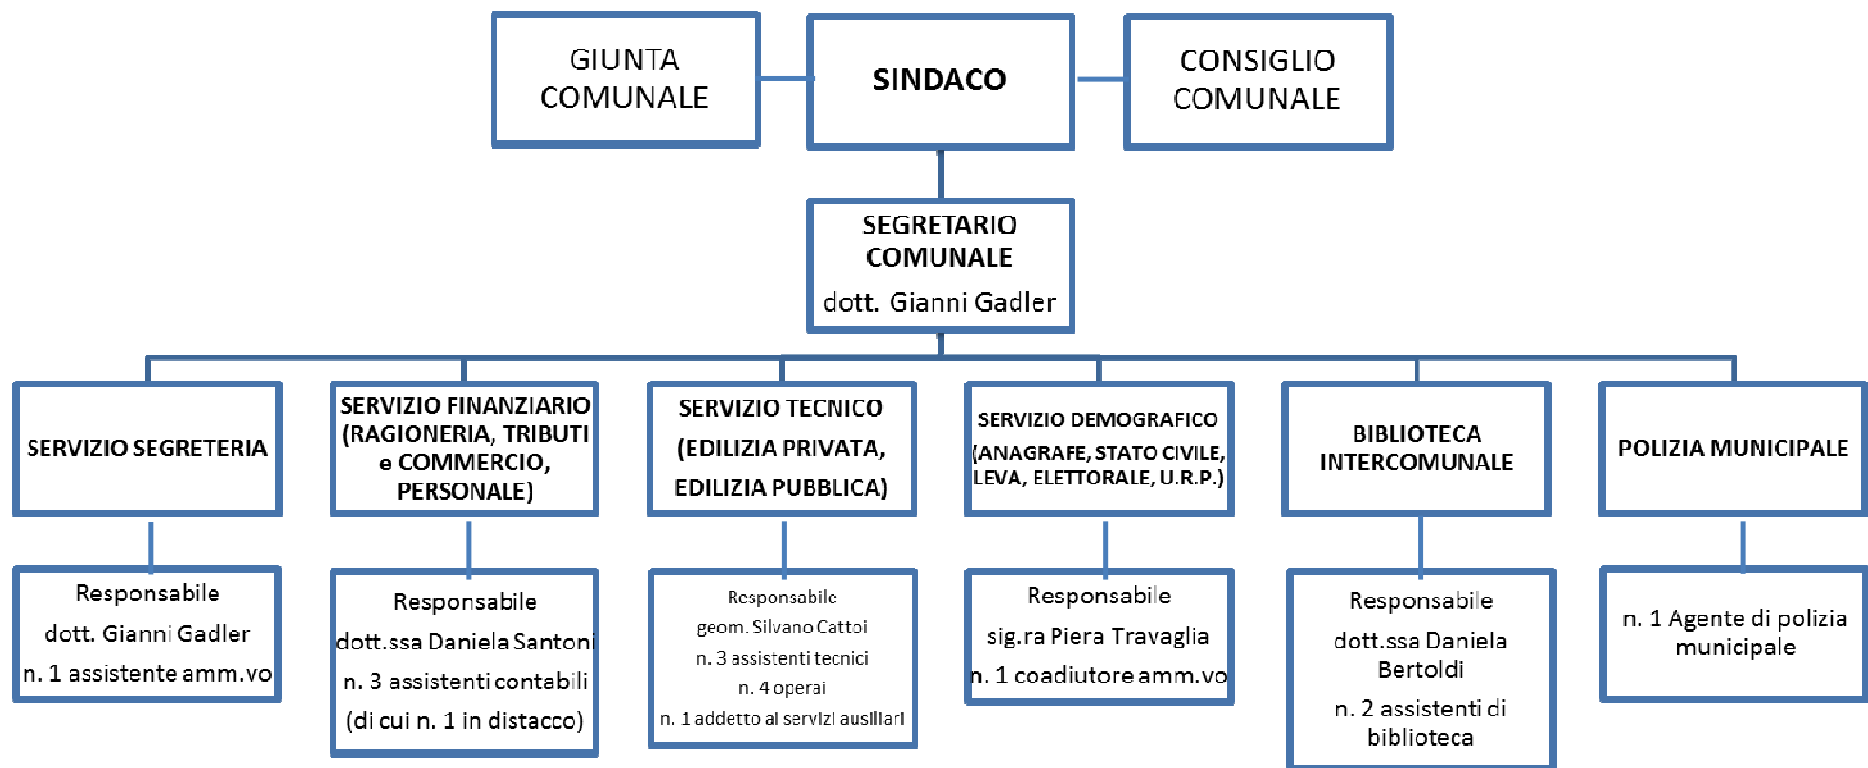 GIUNTA
COMUNALE
SINDACO
CONSIGLIO
COMUNALE
SEGRETARIO
COMUNALE
dott. Gianni Gadler
SERVIZIO SEGRETERIA
SERVIZIO FINANZIARIO
(RAGIONERIA, TRIBUTI
e COMMERCIO,
PERSONALE)
SERVIZIO TECNICO
(EDILIZIA PRIVATA,
EDILIZIA PUBBLICA)
SERVIZIO DEMOGRAFICO
(ANAGRAFE, STATO CIVILE,
LEVA, ELETTORALE, U.R.P.)
BIBLIOTECA
INTERCOMUNALE
POLIZIA MUNICIPALE
Responsabile
dott. Gianni Gadler
n. 1 assistente amm.vo
Responsabile
dott.ssa Daniela Santoni
n. 3 assistenti contabili
(di cui n. 1 in distacco)
Responsabile
geom. Silvano Cattoi
n. 3 assistenti tecnici
n. 4 operai
n. 1 addetto ai servizi ausiliari
Responsabile
sig.ra Piera Travaglia
n. 1 coadiutore amm.vo
Responsabile
dott.ssa Daniela
Bertoldi
n. 2 assistenti di
biblioteca
n. 1 Agente di polizia
municipale